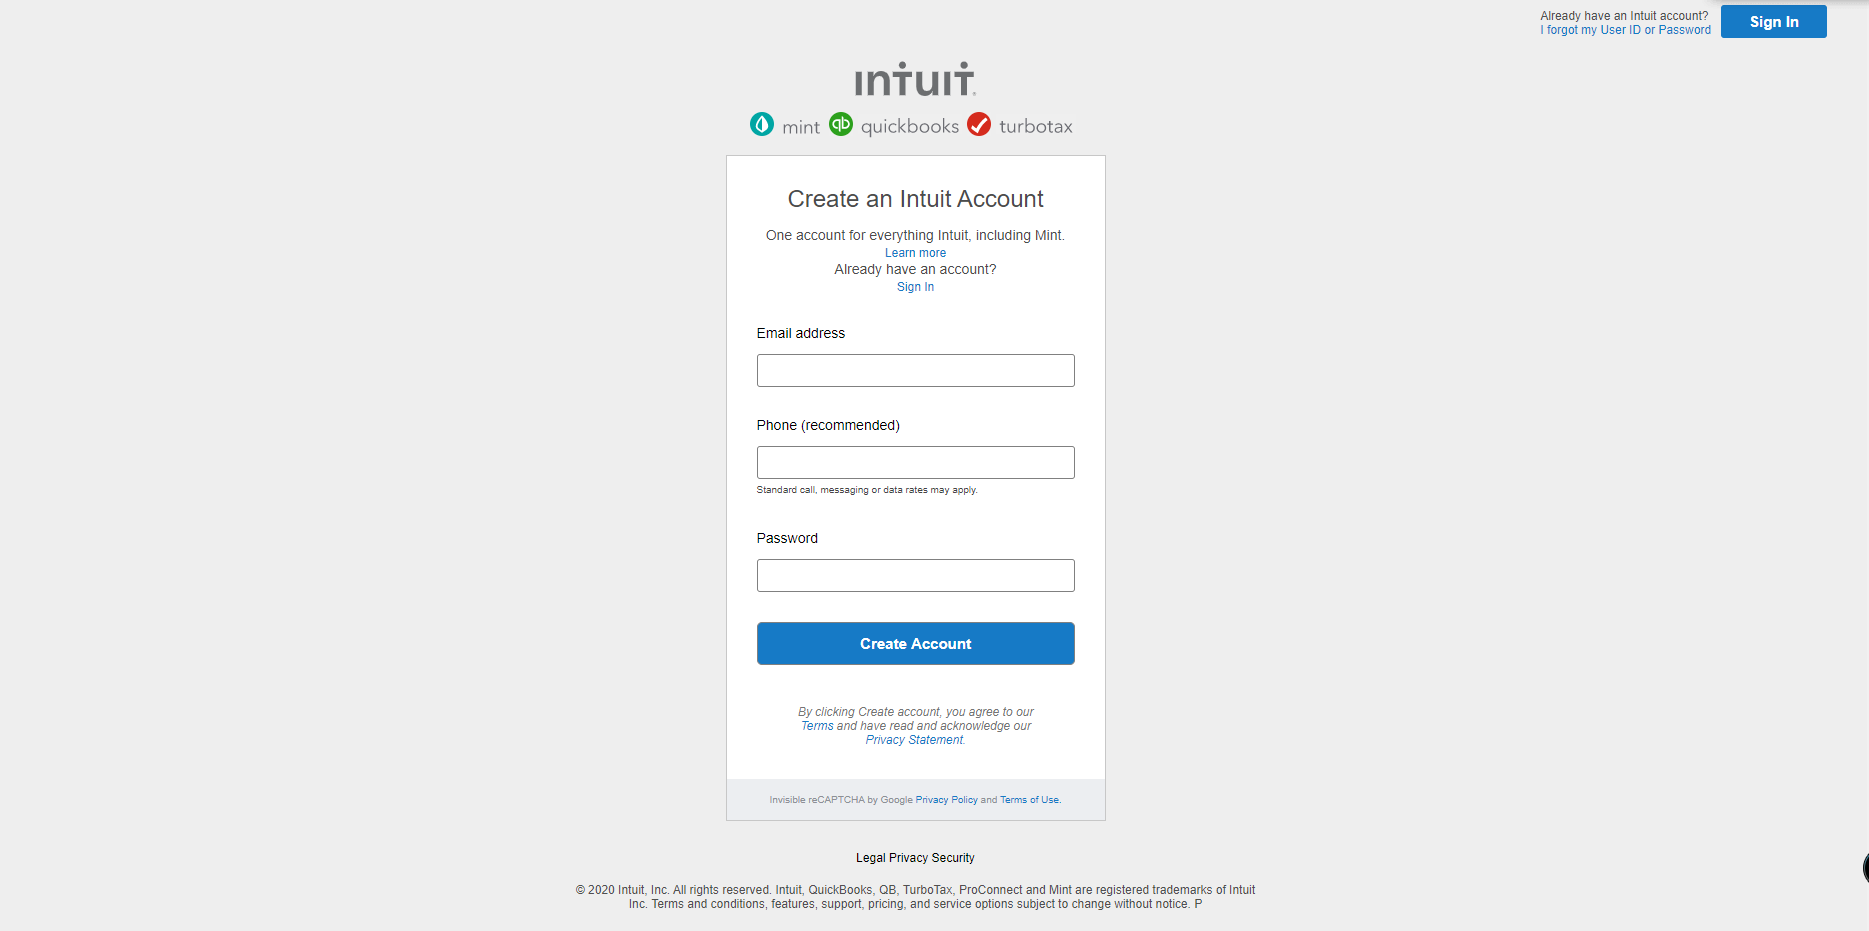 Already have an Intuit account?
I forgot my User ID or Password
Sign In
intuit.
mint quickbooks turbotax
Create an Intuit Account
One account for everything Intuit, including Mint.
Learn more
Already have an account?
Sign In
Email address
Phone (recommended)
Standard call, messaging or data rates may apply.
Password
Create Account
By clicking Create account, you agree to our
Terms and have read and acknowledge our
Privacy Statement.
Invisible reCAPTCHA by Google Privacy Policy and Terms of Use.
Legal Privacy Security
© 2020 Intuit, Inc. All rights reserved. Intuit, QuickBooks, QB, TurboTax, ProConnect and Mint are registered trademarks of Intuit
Inc. Terms and conditions, features, support, pricing, and service options subject to change without notice. P